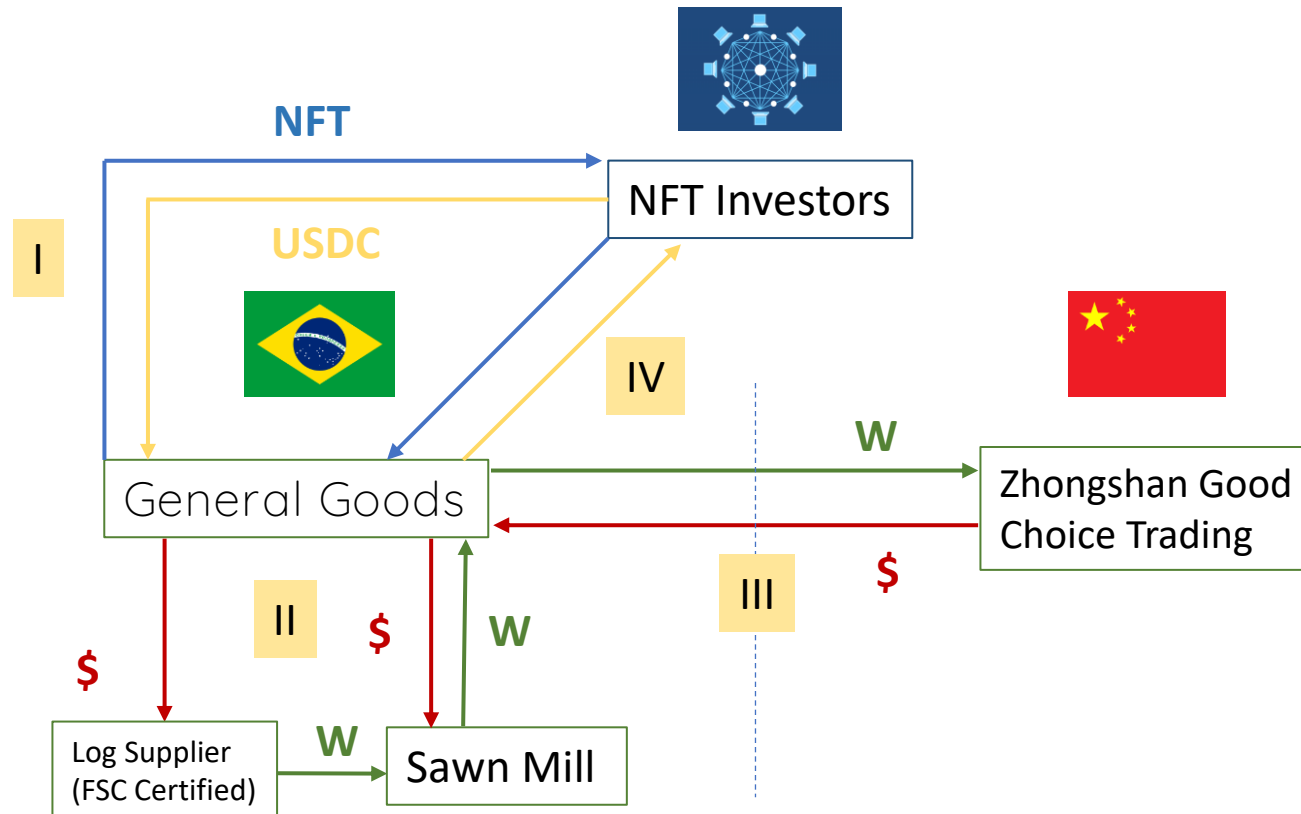 NFT
NFT Investors
I
USDC
IV
W
General Goods
Zhongshan Good
Choice Trading
$
II
$
W
III
$
W
Log Supplier
(FSC Certified)
Sawn Mill